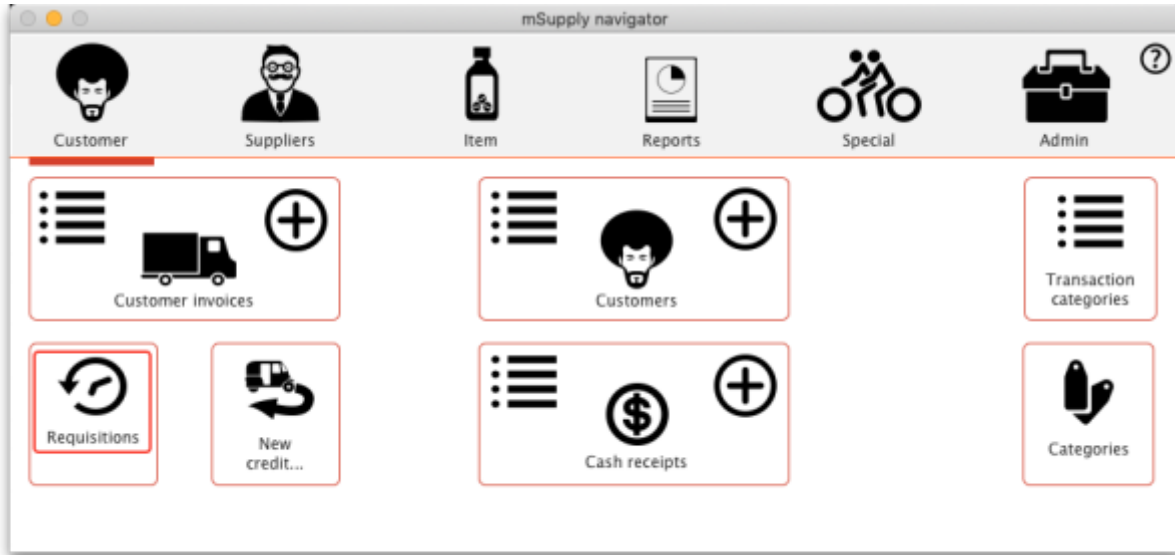 mSupply navigator
Customer
Suppliers
Item
Reports
Special
Admin
?
Customer invoices
Customers
Transaction
categories
Requisitions
New
credit...
$
Cash receipts
Categories